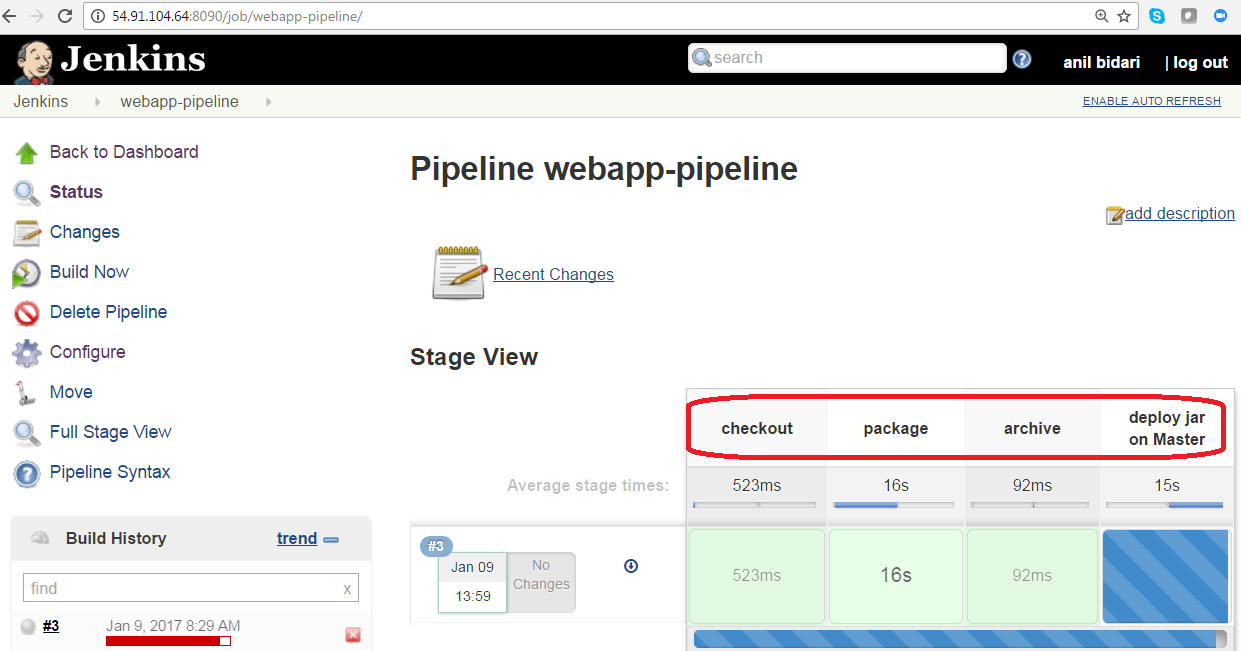 54.91.104.64:8090/job/webapp-pipeline/
Jenkins
search
anil bidari
| log out
Jenkins
webapp-pipeline
ENABLE AUTO REFRESH
Back to Dashboard
Status
Changes
Build Now
Delete Pipeline
Configure
Move
Full Stage View
Pipeline Syntax
Build History
trend
find
x
#3
Jan 9, 2017 8:29 AM
Pipeline webapp-pipeline
add description
Recent Changes
Stage View
checkout
package
archive
deploy jar
on Master
Average stage times:
523ms
16s
92ms
15s
#3
Jan 09
13:59
No
Changes
523ms
16s
92ms